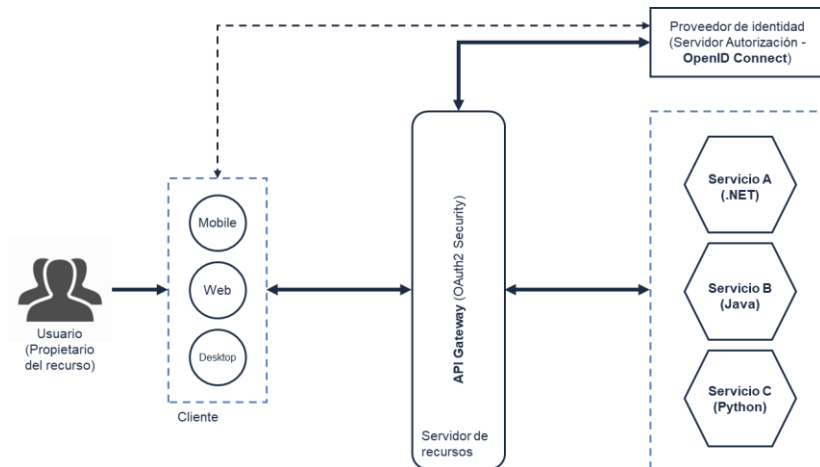 Proveedor de identidad
(Servidor Autorización -
OpenID Connect)
Servicio A
(.NET)
Mobile
API Gateway (OAuth2 Security)
Web
Servicio B
(Java)
Usuario
(Propietario
del recurso)
Desktop
Servicio C
(Python)
Cliente
Servidor de
recursos